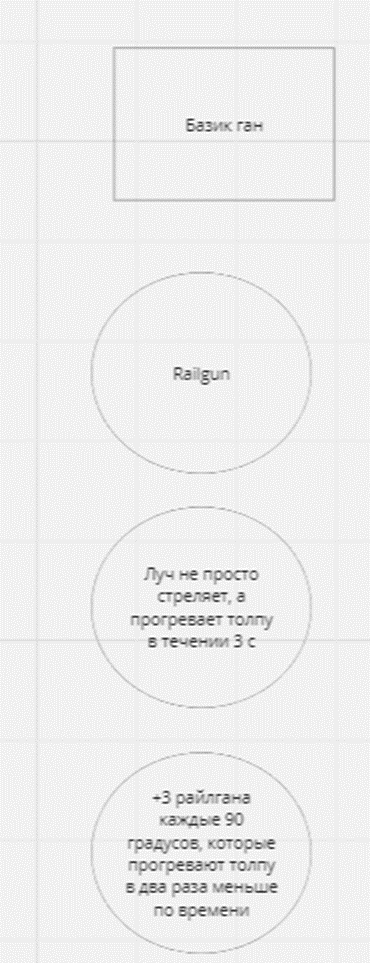 Базик ган
Railgun
Луч не просто
стреляет, а
прогревает толпу
в течении 3 с
+3 райлгана
каждые 90
градусов, которые
прогревают толпу
в два раза меньше
по времени